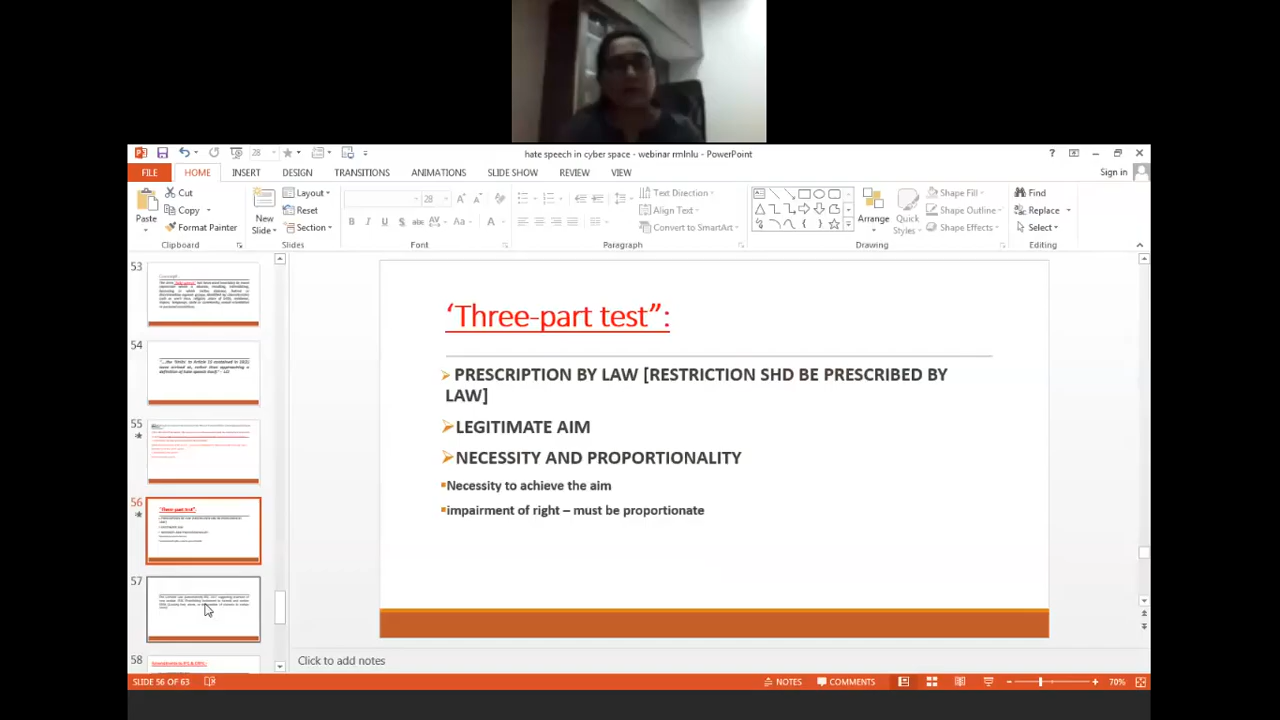 hate speech in cyber space - webinar rmlnlu - PowerPoint
28
Sign in
FILE HOME INSERT DESIGN TRANSITIONS ANIMATIONS SLIDE SHOW REVIEW VIEW
Cut
Copy
Format Painter
Paste
Clipboard
Layout
Reset
Section
New
Slide
Slides
28
Font
Text Direction
Align Text
Convert to SmartArt
Paragraph
Arrange
Quick
Styles
Shape Fill
Shape Outline
Shape Effects
Drawing
Find
Replace
Select
Editing
53
54
55
56
57
58
‘Three-part test”:
PRESCRIPTION BY LAW [RESTRICTION SHD BE PRESCRIBED BY
LAW]
LEGITIMATE AIM
NECESSITY AND PROPORTIONALITY
Necessity to achieve the aim
impairment of right – must be proportionate
Click to add notes
SLIDE 56 OF 63
NOTES
COMMENTS
70%